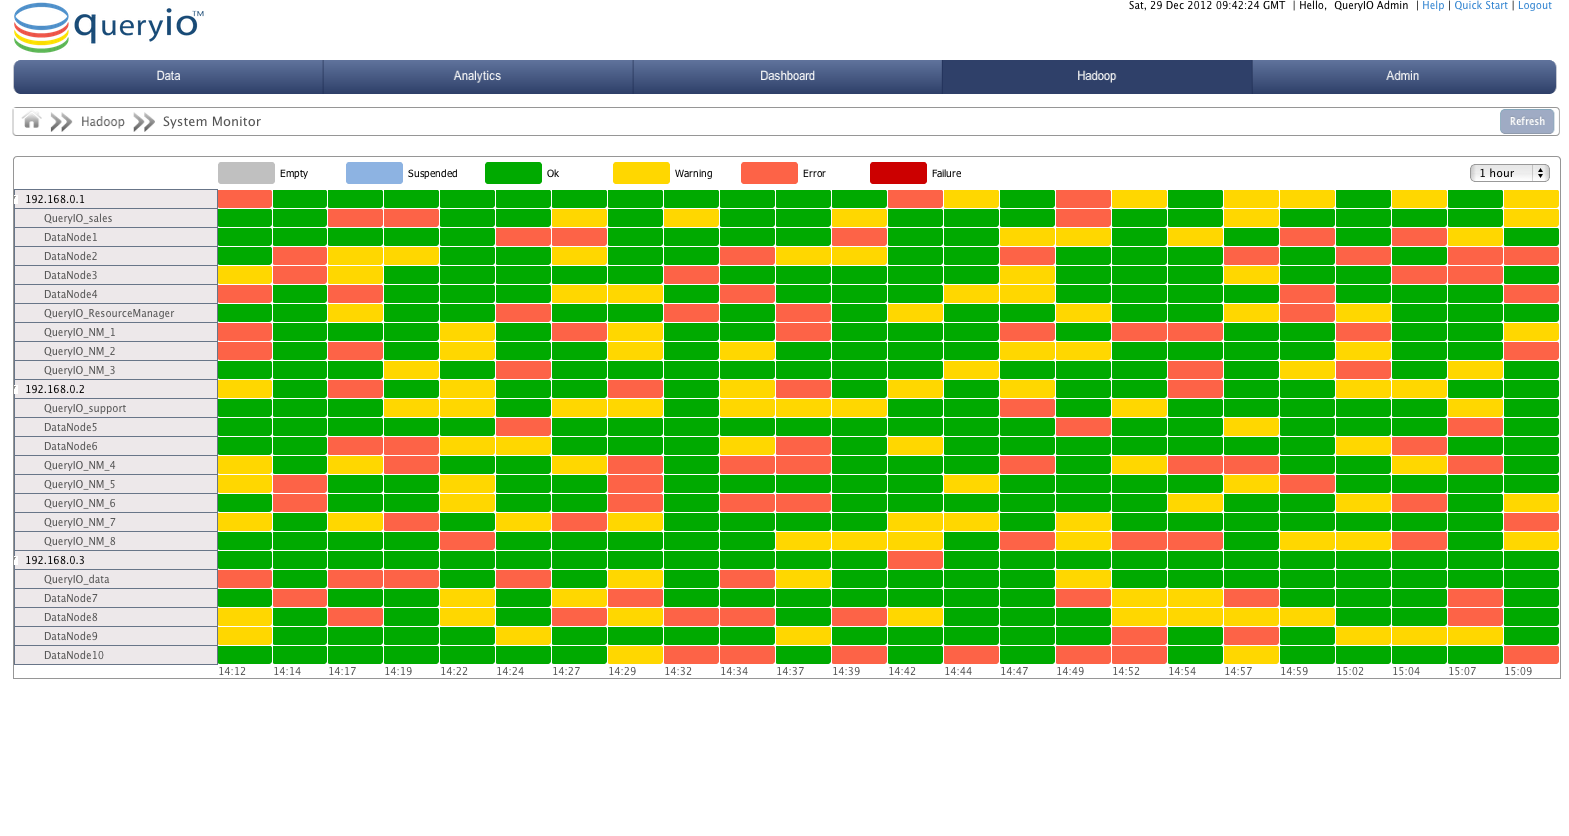 queryio™
Sat, 29 Dec 2012 09:42:24 GMT | Hello, QueryIO Admin | Help | Quick Start | Logout
Data Analytics Dashboard Hadoop Admin
Hadoop System Monitor Refresh
Empty Suspended Ok Warning Error Failure 1 hour
192.168.0.1
QueryIO_sales
DataNode1
DataNode2
DataNode3
DataNode4
QueryIO_ResourceManager
QueryIO_NM_1
QueryIO_NM_2
QueryIO_NM_3
192.168.0.2
QueryIO_support
DataNode5
DataNode6
QueryIO_NM_4
QueryIO_NM_5
QueryIO_NM_6
QueryIO_NM_7
QueryIO_NM_8
192.168.0.3
QueryIO_data
DataNode7
DataNode8
DataNode9
DataNode10
14:12 14:14 14:17 14:19 14:22 14:24 14:27 14:29 14:32 14:34 14:37 14:39 14:42 14:44 14:47 14:49 14:52 14:54 14:57 14:59 15:02 15:04 15:07 15:09